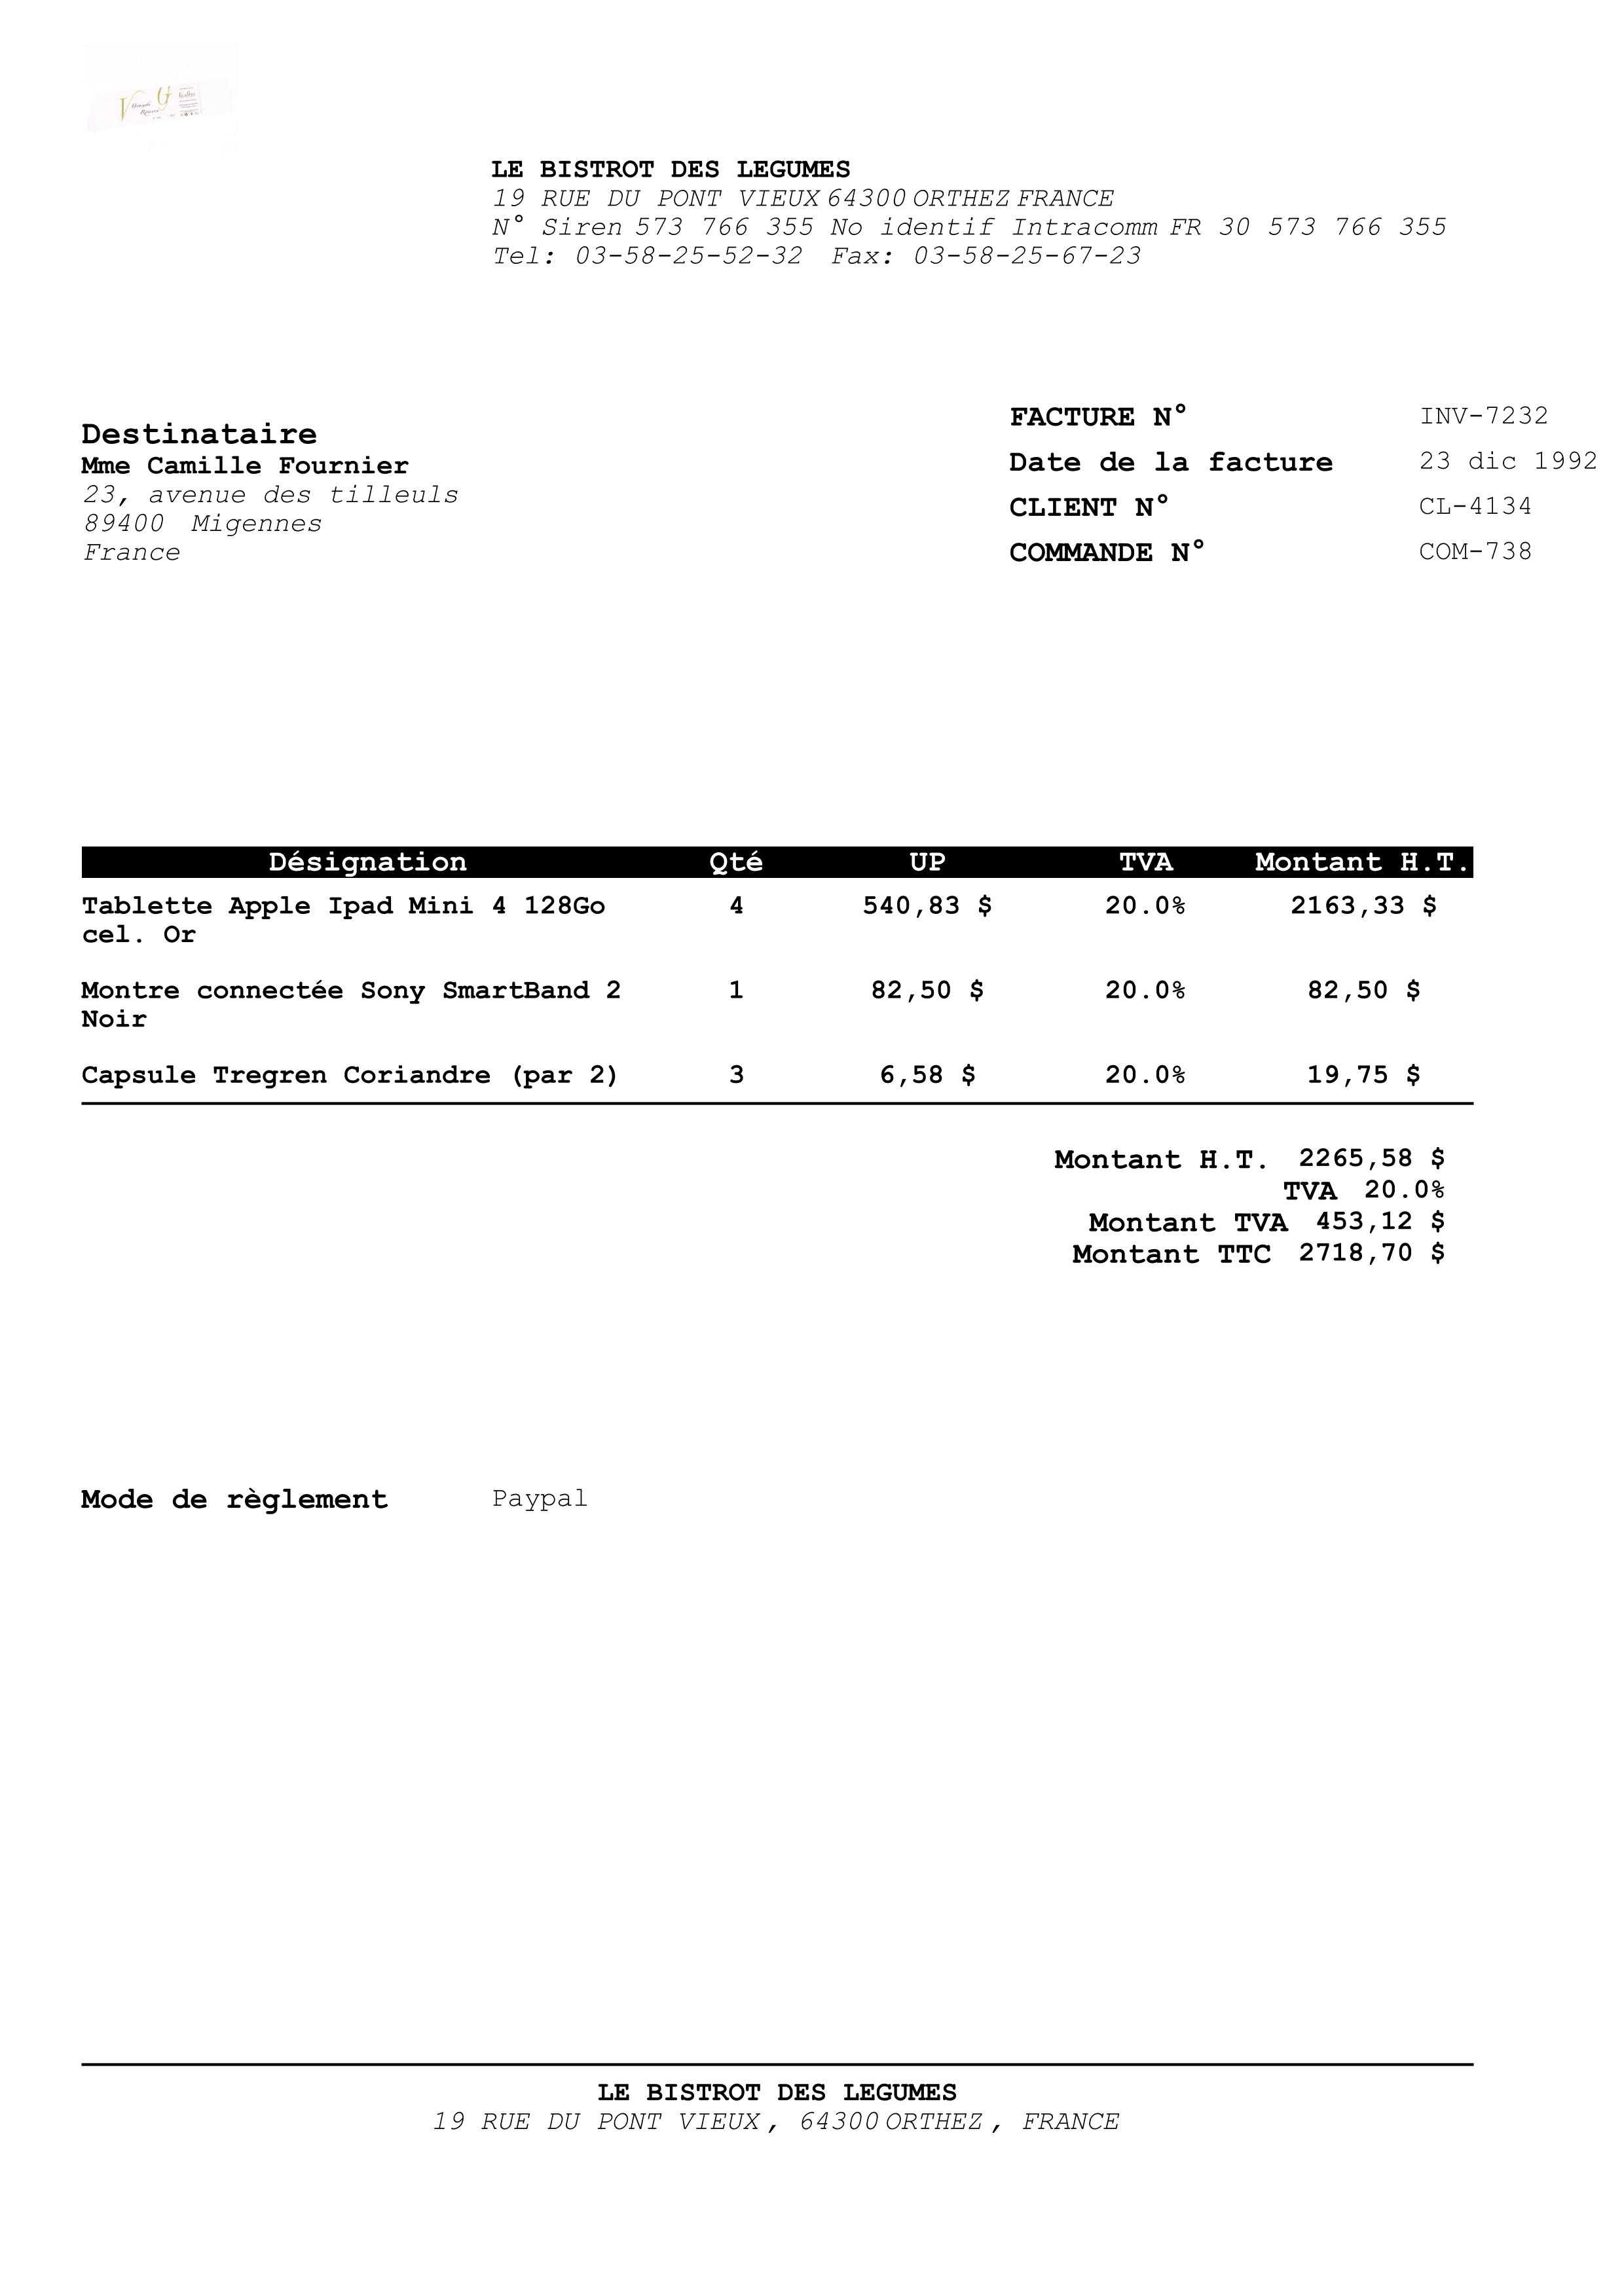 V G
LE BISTROT DES LEGUMES
19 RUE DU PONT VIEUX 64300 ORTHEZ FRANCE
N° Siren 573 766 355 No identif Intracomm FR 30 573 766 355
Tel: 03-58-25-52-32 Fax: 03-58-25-67-23
Destinataire
Mme Camille Fournier
23, avenue des tilleuls
89400 Migennes
France
FACTURE N° INV-7232
Date de la facture 23 dic 1992
CLIENT N° CL-4134
COMMANDE N° COM-738
Désignation Qté UP TVA Montant H.T.
Tablette Apple Ipad Mini 4 128Go 4 540,83 $ 20.0% 2163,33 $
cel. Or
Montre connectée Sony SmartBand 2 1 82,50 $ 20.0% 82,50 $
Noir
Capsule Tregren Coriandre (par 2) 3 6,58 $ 20.0% 19,75 $
Montant H.T. 2265,58 $
TVA 20.0%
Montant TVA 453,12 $
Montant TTC 2718,70 $
Mode de règlement Paypal
LE BISTROT DES LEGUMES
19 RUE DU PONT VIEUX , 64300 ORTHEZ , FRANCE